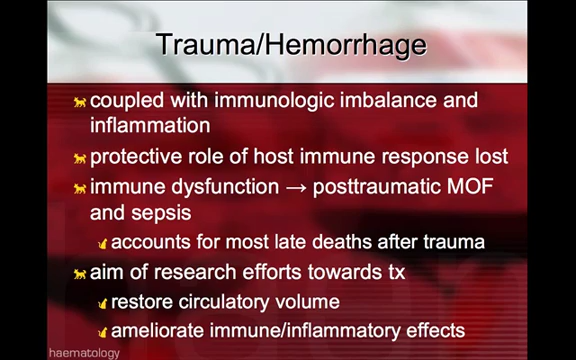 Trauma/Hemorrhage
coupled with immunologic imbalance and
inflammation
protective role of host immune response lost
immune dysfunction → posttraumatic MOF
and sepsis
accounts for most late deaths after trauma
aim of research efforts towards tx
restore circulatory volume
ameliorate immune/inflammatory effects
haematology